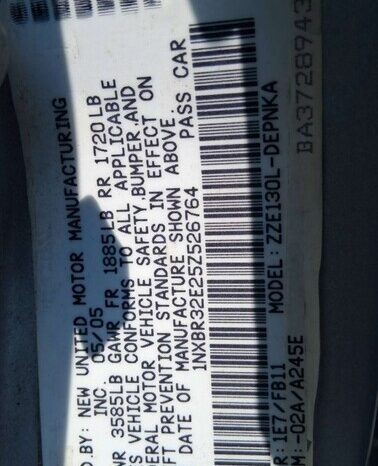 D BY: NEW UNITED MOTOR MANUFACTURING
INC. 05/05
WR 3585LB GAWR FR 1885LB RR 1720LB
S VEHICLE CONFORMS TO ALL APPLICABLE
ERAL MOTOR VEHICLE SAFETY, BUMPER, AND
FT PREVENTION STANDARDS IN EFFECT ON
DATE OF MANUFACTURE SHOWN ABOVE.
1NXBR32E25Z526764 PASS CAR
R: 1E7/FB11 MODEL: ZZE130L-DEPNKA
M: -02A/A245E BA3728943